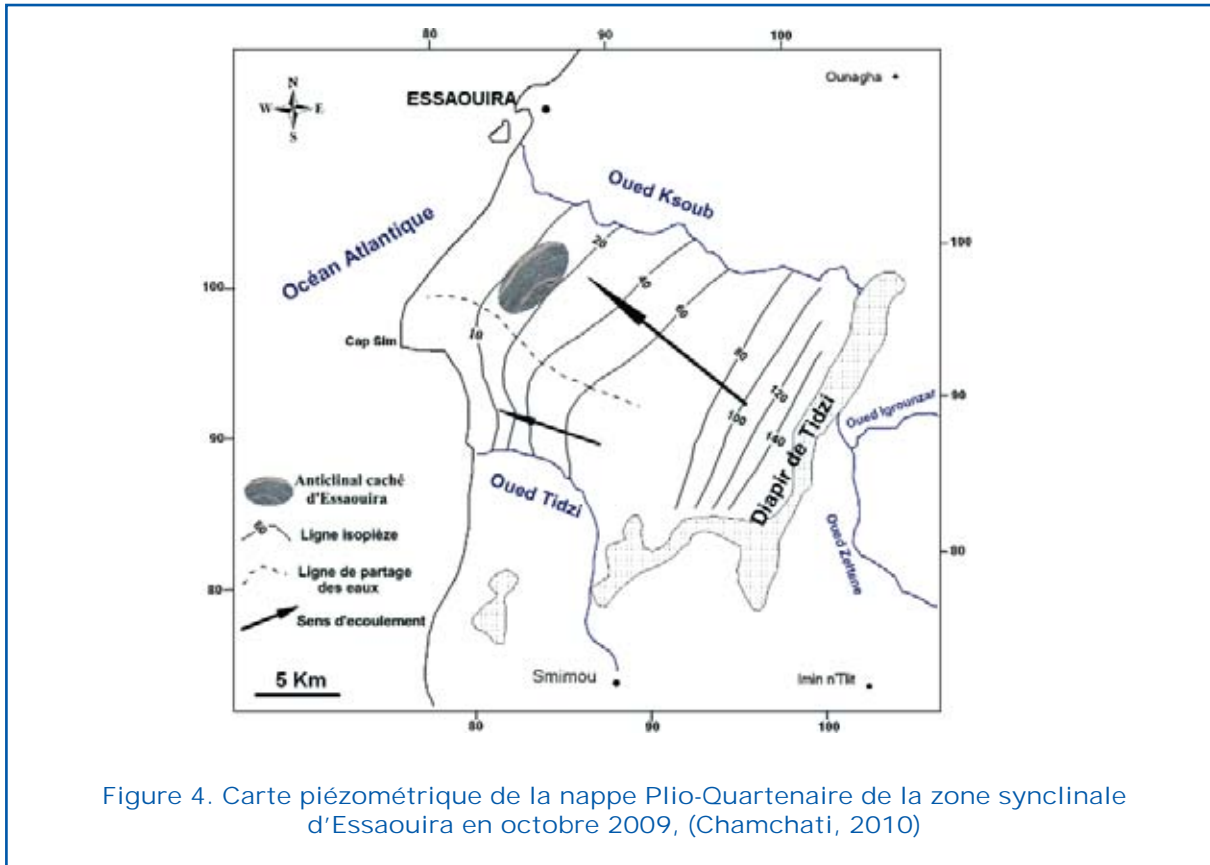 80
90
100
Ounagha
N
W E
S
ESSAOUIRA
Oued Ksoub
Océan Atlantique
100
100
20
40
60
10
80
Cap Sim
120
100
140
90
90
Oued Igrounzar
Oued Tidzi
Diapir de Tidzi
Oued Zeltene
Anticlinal caché
d'Essaouira
60
Ligne isopièze
Ligne de partage
des eaux
Sens d'ecoulement
80
80
5 Km
Smimou
Imin n'Tlit
80
90
100
Figure 4. Carte piézométrique de la nappe Plio-Quartenaire de la zone synclinale
d'Essaouira en octobre 2009, (Chamchati, 2010)